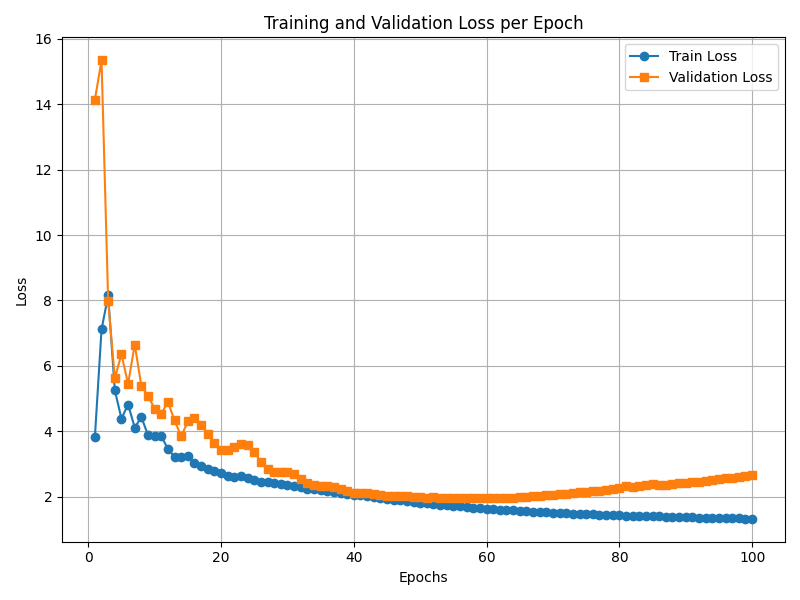 Training and Validation Loss per Epoch
Train Loss
Validation Loss
16
14
12
10
8
6
4
2
Loss
0 20 40 60 80 100
Epochs